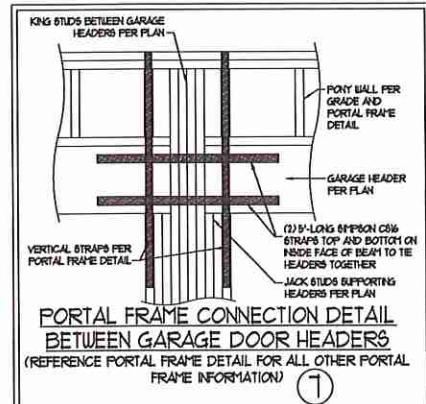 KING STUDS BETWEEN GARAGE
HEADERS PER PLAN
PONY WALL PER
GRADE AND
PORTAL FRAME
DETAIL
GARAGE HEADER
PER PLAN
(2) 5'-LONG SIMPSON CS16
STRAPS TOP AND BOTTOM ON
INSIDE FACE OF BEAM TO TIE
HEADERS TOGETHER
VERTICAL STRAPS PER
PORTAL FRAME DETAIL
JACK STUDS SUPPORTING
HEADERS PER PLAN
PORTAL FRAME CONNECTION DETAIL
BETWEEN GARAGE DOOR HEADERS
(REFERENCE PORTAL FRAME DETAIL FOR ALL OTHER PORTAL
FRAME INFORMATION)
7